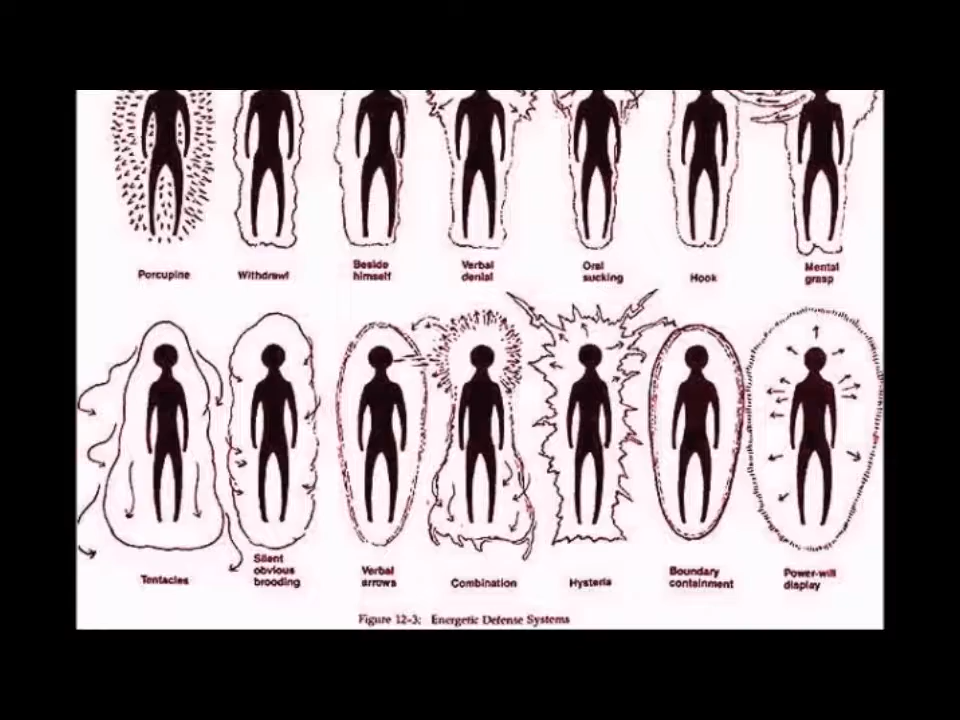 Porcupine
Withdrawl
Beside
himself
Verbal
denial
Oral
sucking
Hook
Mental
grasp
Tentacles
Silent
obvious
brooding
Verbal
arrows
Combination
Hysteria
Boundary
containment
Power-will
display
Figure 12-3: Energetic Defense Systems